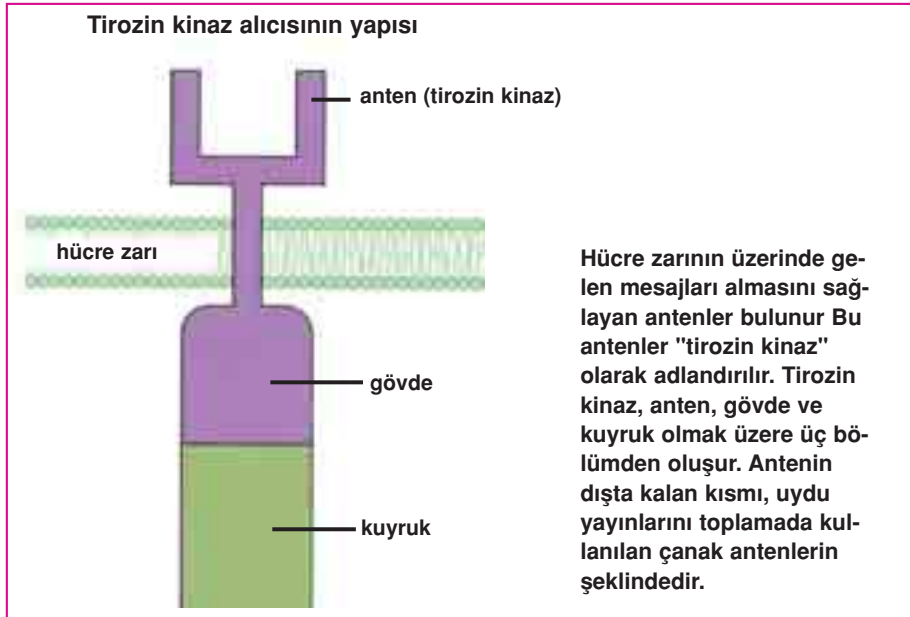 Tirozin kinaz alıcısının yapısı
anten (tirozin kinaz)
hücre zarı
gövde
kuyruk
Hücre zarının üzerinde ge-
len mesajları almasını sağ-
layan antenler bulunur Bu
antenler "tirozin kinaz"
olarak adlandırılır. Tirozin
kinaz, anten, gövde ve
kuyruk olmak üzere üç bö-
lümden oluşur. Antenin
dışta kalan kısmı, uydu
yayınlarını toplamada kul-
lanılan çanak antenlerin
şeklindedir.